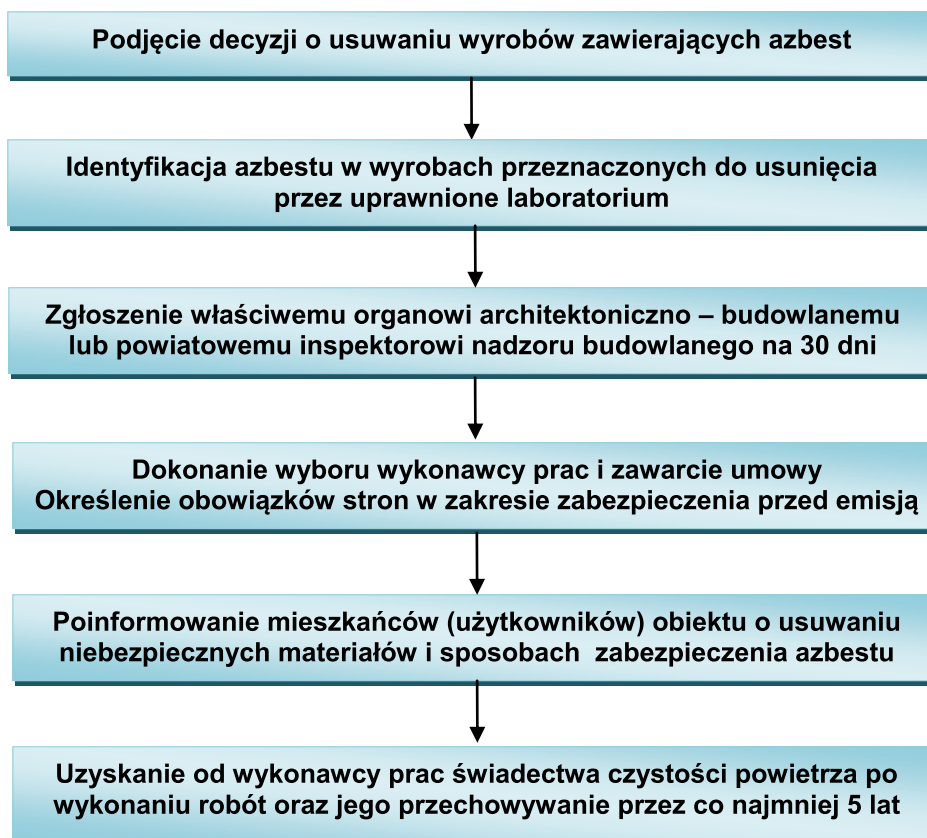 Podjęcie decyzji o usuwaniu wyrobów zawierających azbest
Identyfikacja azbestu w wyrobach przeznaczonych do usunięcia
przez uprawnione laboratorium
Zgłoszenie właściwemu organowi architektoniczno – budowlanemu
lub powiatowemu inspektorowi nadzoru budowlanego na 30 dni
Dokonanie wyboru wykonawcy prac i zawarcie umowy
Określenie obowiązków stron w zakresie zabezpieczenia przed emisją
Poinformowanie mieszkańców (użytkowników) obiektu o usuwaniu
niebezpiecznych materiałów i sposobach zabezpieczenia azbestu
Uzyskanie od wykonawcy prac świadectwa czystości powietrza po
wykonaniu robót oraz jego przechowywanie przez co najmniej 5 lat